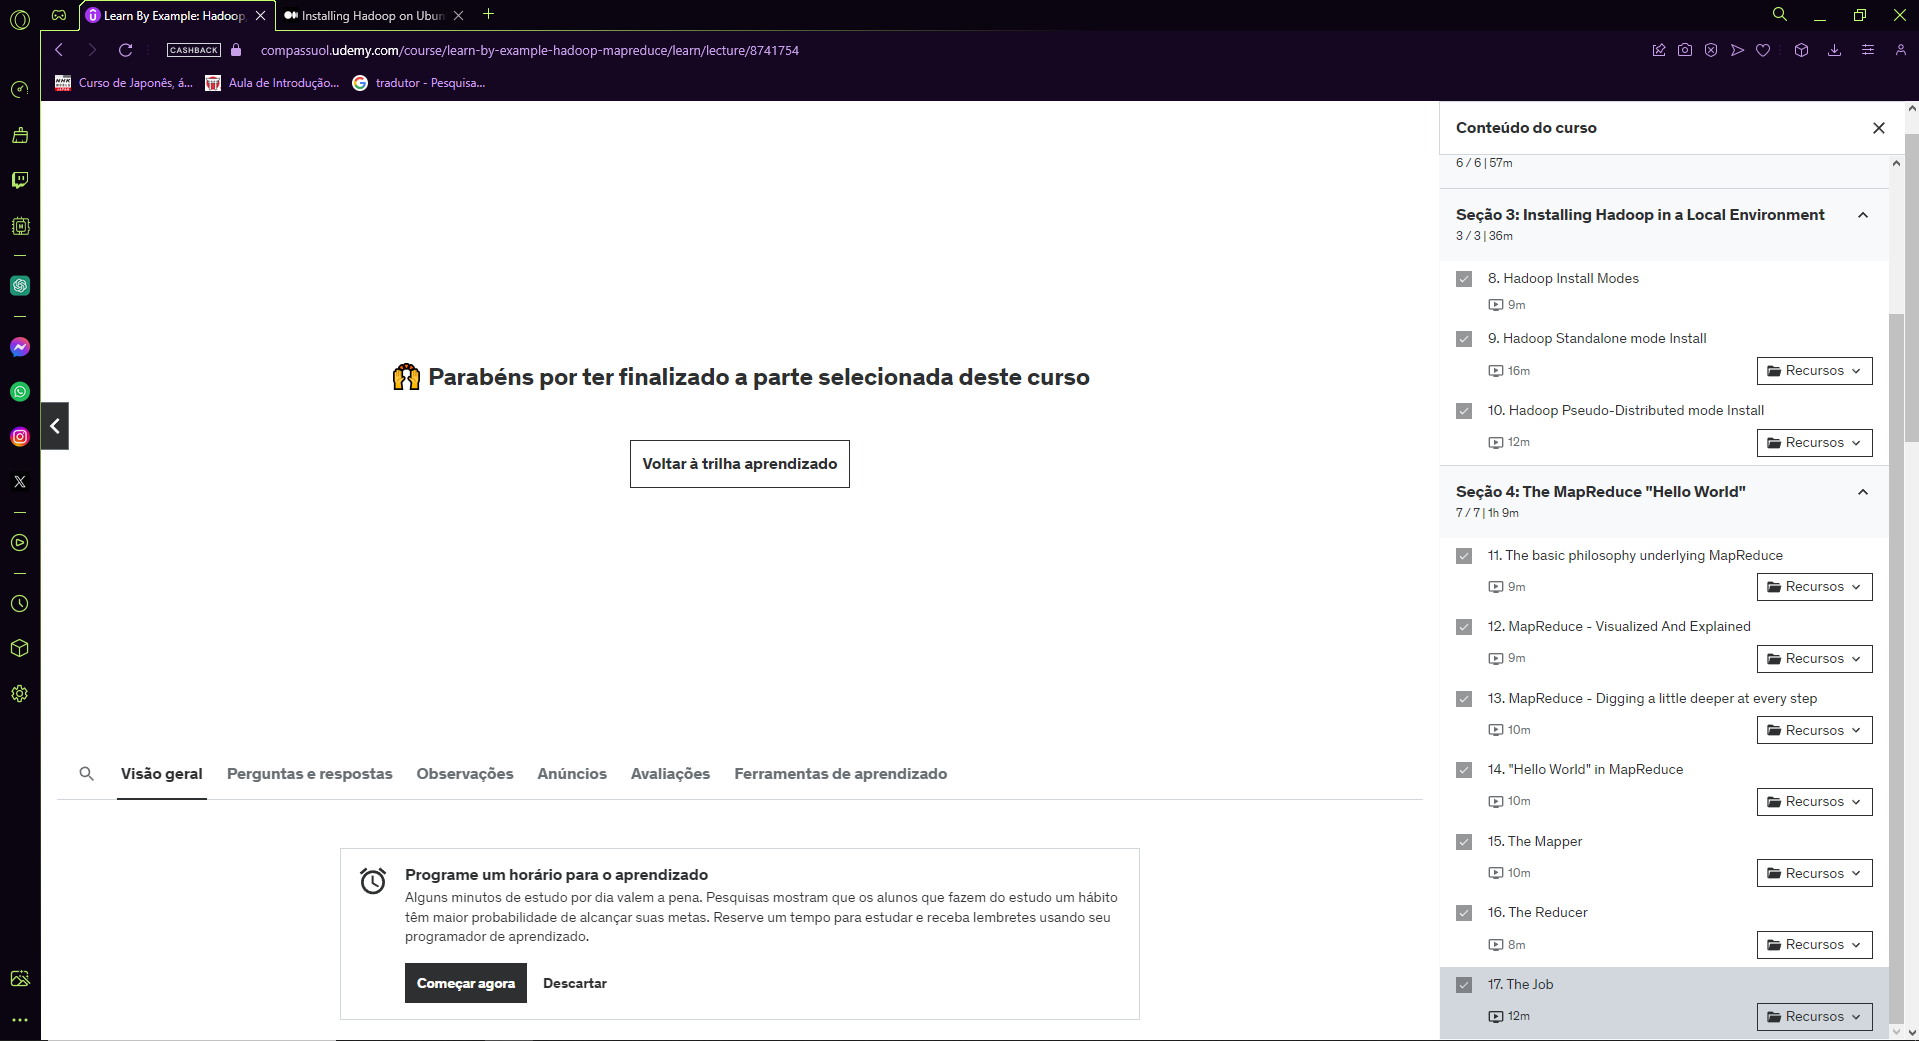 Learn By Example: Hadoop,
Installing Hadoop on Ubun
CASHBACK
compassuol.udemy.com/course/learn-by-example-hadoop-mapreduce/learn/lecture/8741754
Curso de Japonês, á...
Aula de Introdução...
tradutor - Pesquisa...
Parabéns por ter finalizado a parte selecionada deste curso
Voltar à trilha aprendizado
Visão geral
Perguntas e respostas
Observações
Anúncios
Avaliações
Ferramentas de aprendizado
Programe um horário para o aprendizado
Alguns minutos de estudo por dia valem a pena. Pesquisas mostram que os alunos que fazem do estudo um hábito
têm maior probabilidade de alcançar suas metas. Reserve um tempo para estudar e receba lembretes usando seu
programador de aprendizado.
Começar agora
Descartar
Conteúdo do curso
6 / 6 | 57m
Seção 3: Installing Hadoop in a Local Environment
3 / 3 | 36m
8. Hadoop Install Modes
9m
9. Hadoop Standalone mode Install
16m
Recursos
10. Hadoop Pseudo-Distributed mode Install
12m
Recursos
Seção 4: The MapReduce "Hello World"
7 / 7 | 1h 9m
11. The basic philosophy underlying MapReduce
9m
Recursos
12. MapReduce - Visualized And Explained
9m
Recursos
13. MapReduce - Digging a little deeper at every step
10m
Recursos
14. "Hello World" in MapReduce
10m
Recursos
15. The Mapper
10m
Recursos
16. The Reducer
8m
Recursos
17. The Job
12m
Recursos